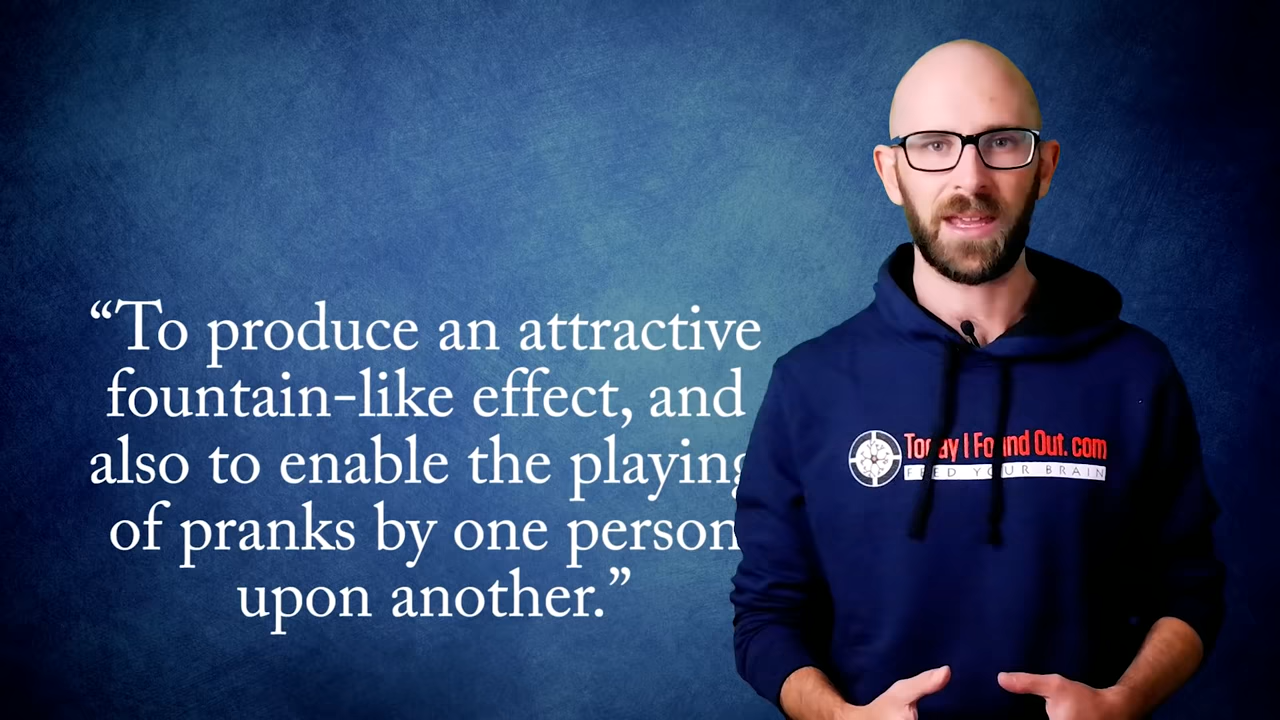 “To produce an attractive
fountain-like effect, and
also to enable the playing
of pranks by one person
upon another.”
Today I Found Out.com
FEED YOUR BRAIN